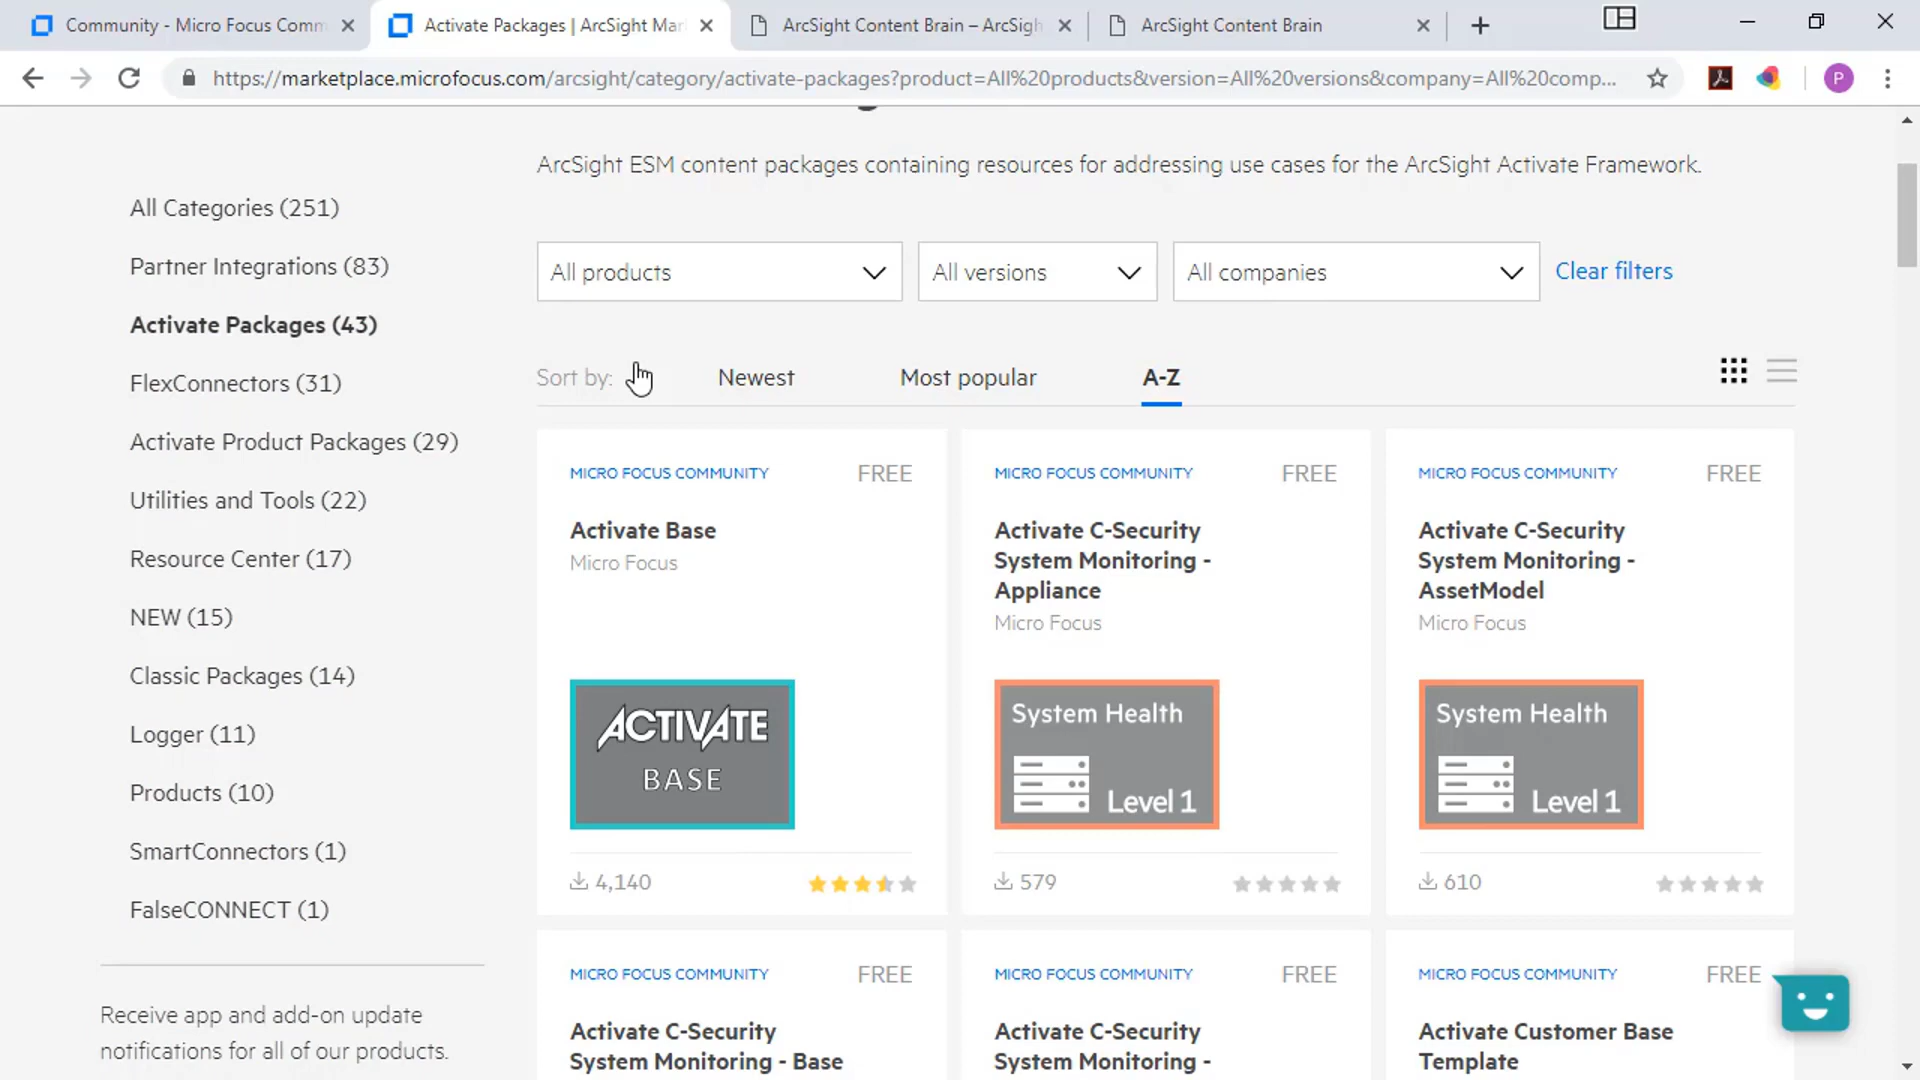 Community - Micro Focus Comm
Activate Packages | ArcSight Mar
ArcSight Content Brain – ArcSigh
ArcSight Content Brain
https://marketplace.microfocus.com/arcsight/category/activate-packages?product=All%20products&version=All%20versions&company=All%20comp...
P
ArcSight ESM content packages containing resources for addressing use cases for the ArcSight Activate Framework.
All Categories (251)
Partner Integrations (83)
Activate Packages (43)
FlexConnectors (31)
Activate Product Packages (29)
Utilities and Tools (22)
Resource Center (17)
NEW (15)
Classic Packages (14)
Logger (11)
Products (10)
SmartConnectors (1)
FalseCONNECT (1)
Receive app and add-on update
notifications for all of our products.
All products
All versions
All companies
Clear filters
Sort by:
Newest
Most popular
A-Z
MICRO FOCUS COMMUNITY
FREE
Activate Base
Micro Focus
ACTIVATE
BASE
4,140
MICRO FOCUS COMMUNITY
FREE
Activate C-Security
System Monitoring -
Appliance
Micro Focus
System Health
Level 1
579
MICRO FOCUS COMMUNITY
FREE
Activate C-Security
System Monitoring -
AssetModel
Micro Focus
System Health
Level 1
610
MICRO FOCUS COMMUNITY
FREE
Activate C-Security
System Monitoring - Base
MICRO FOCUS COMMUNITY
FREE
Activate C-Security
System Monitoring -
MICRO FOCUS COMMUNITY
FREE
Activate Customer Base
Template